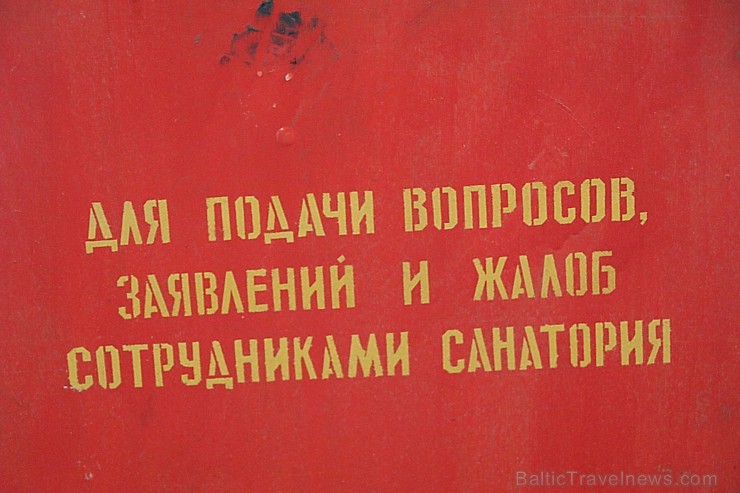 ДЛЯ ПОДАЧИ ВОПРОСОВ,
ЗАЯВЛЕНИЙ И ЖАЛОБ
СОТРУДНИКАМИ САНАТОРИЯ
BalticTravelnews.com